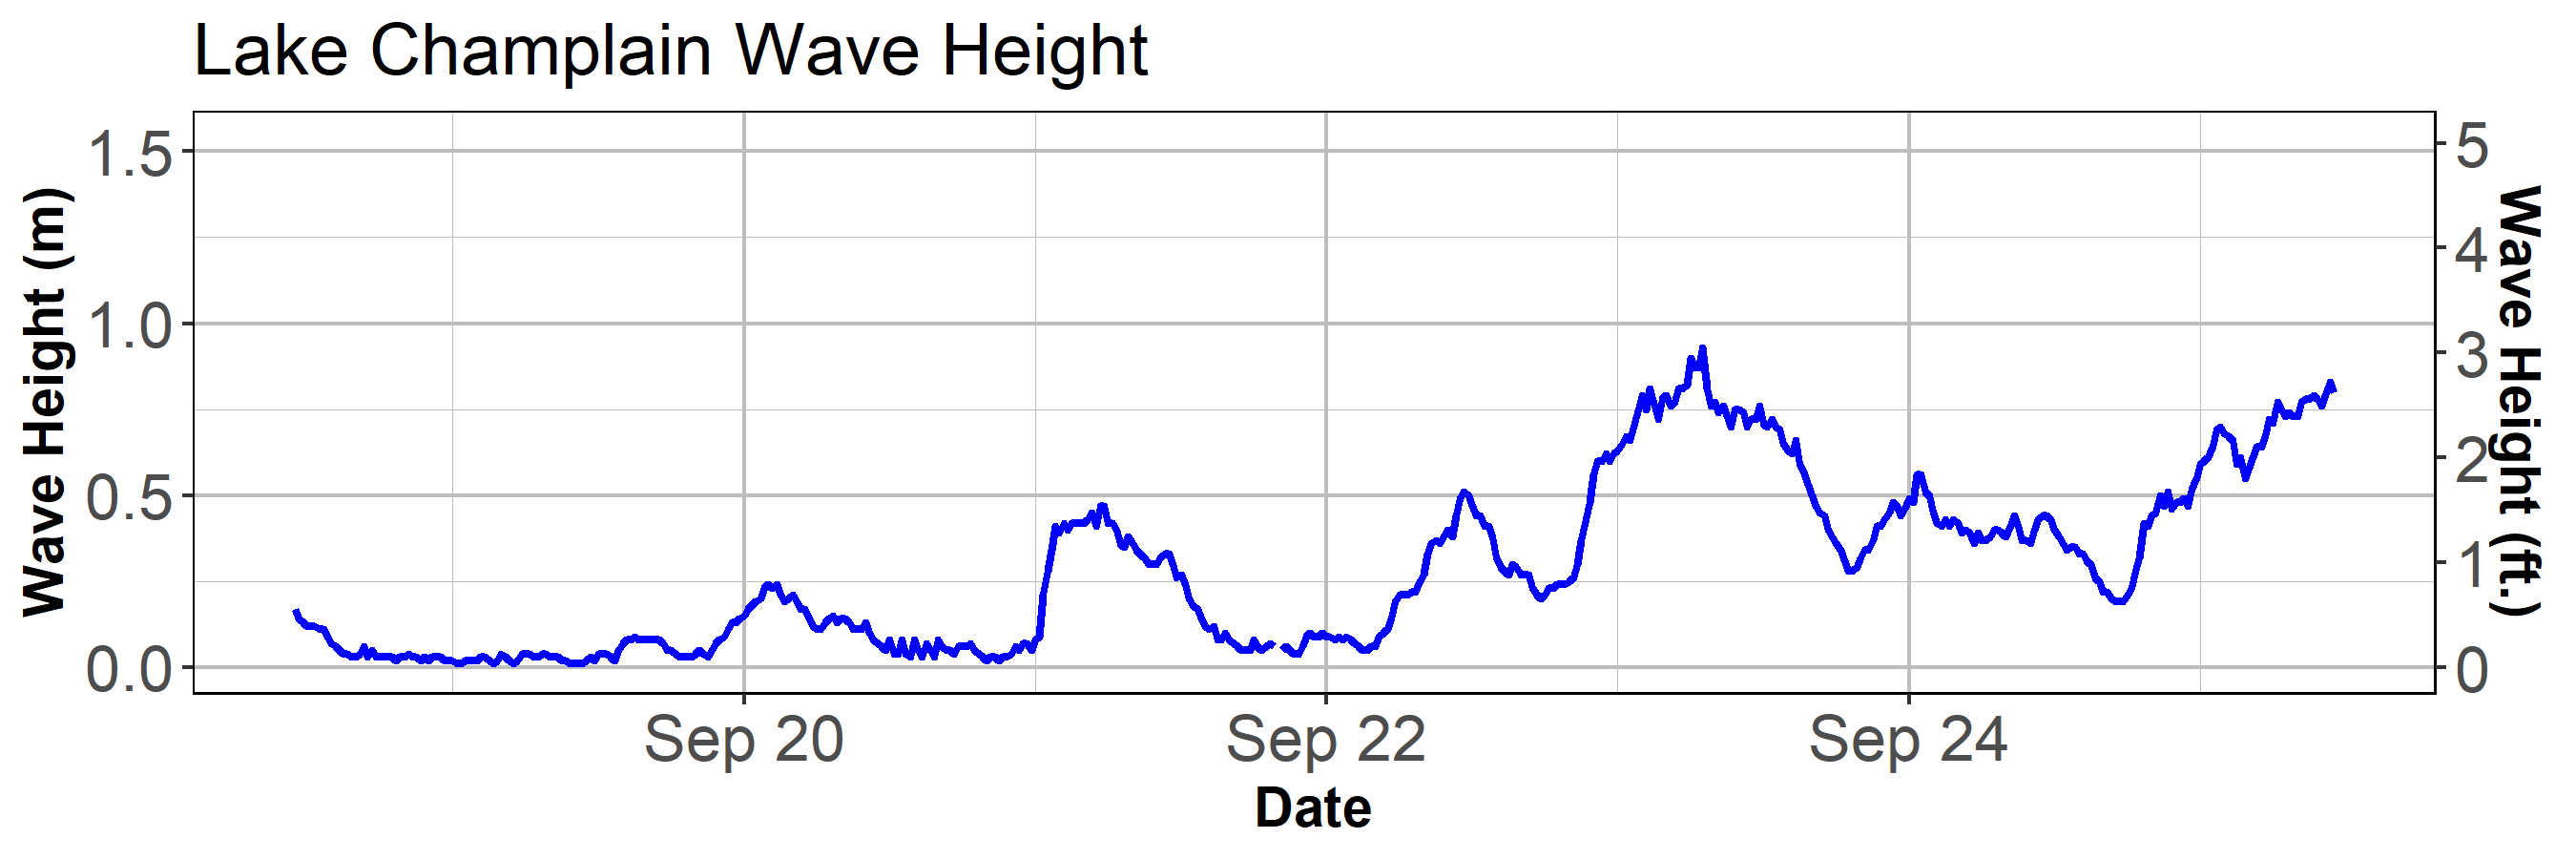 Lake Champlain Wave Height
Wave Height (m)
1.5
1.0
0.5
0.0
5
4
3
2
1
0
Wave Height (ft.)
Sep 20 Sep 22 Sep 24
Date